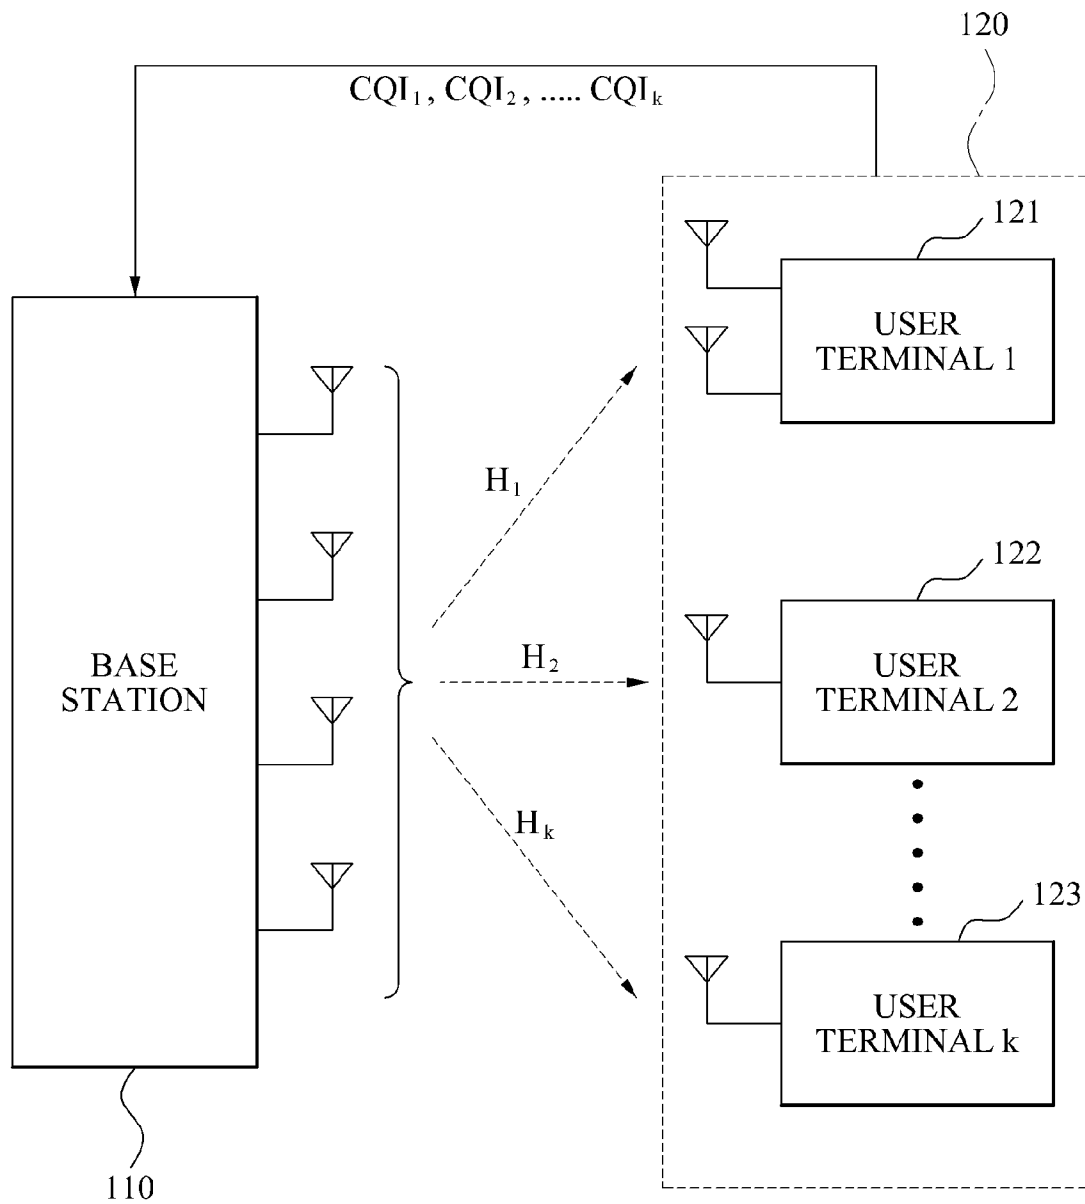 120
CQI₁, CQI₂, ..... CQIₖ
121
USER
TERMINAL 1
H₁
122
BASE
STATION
H₂
USER
TERMINAL 2
Hₖ
123
USER
TERMINAL k
110